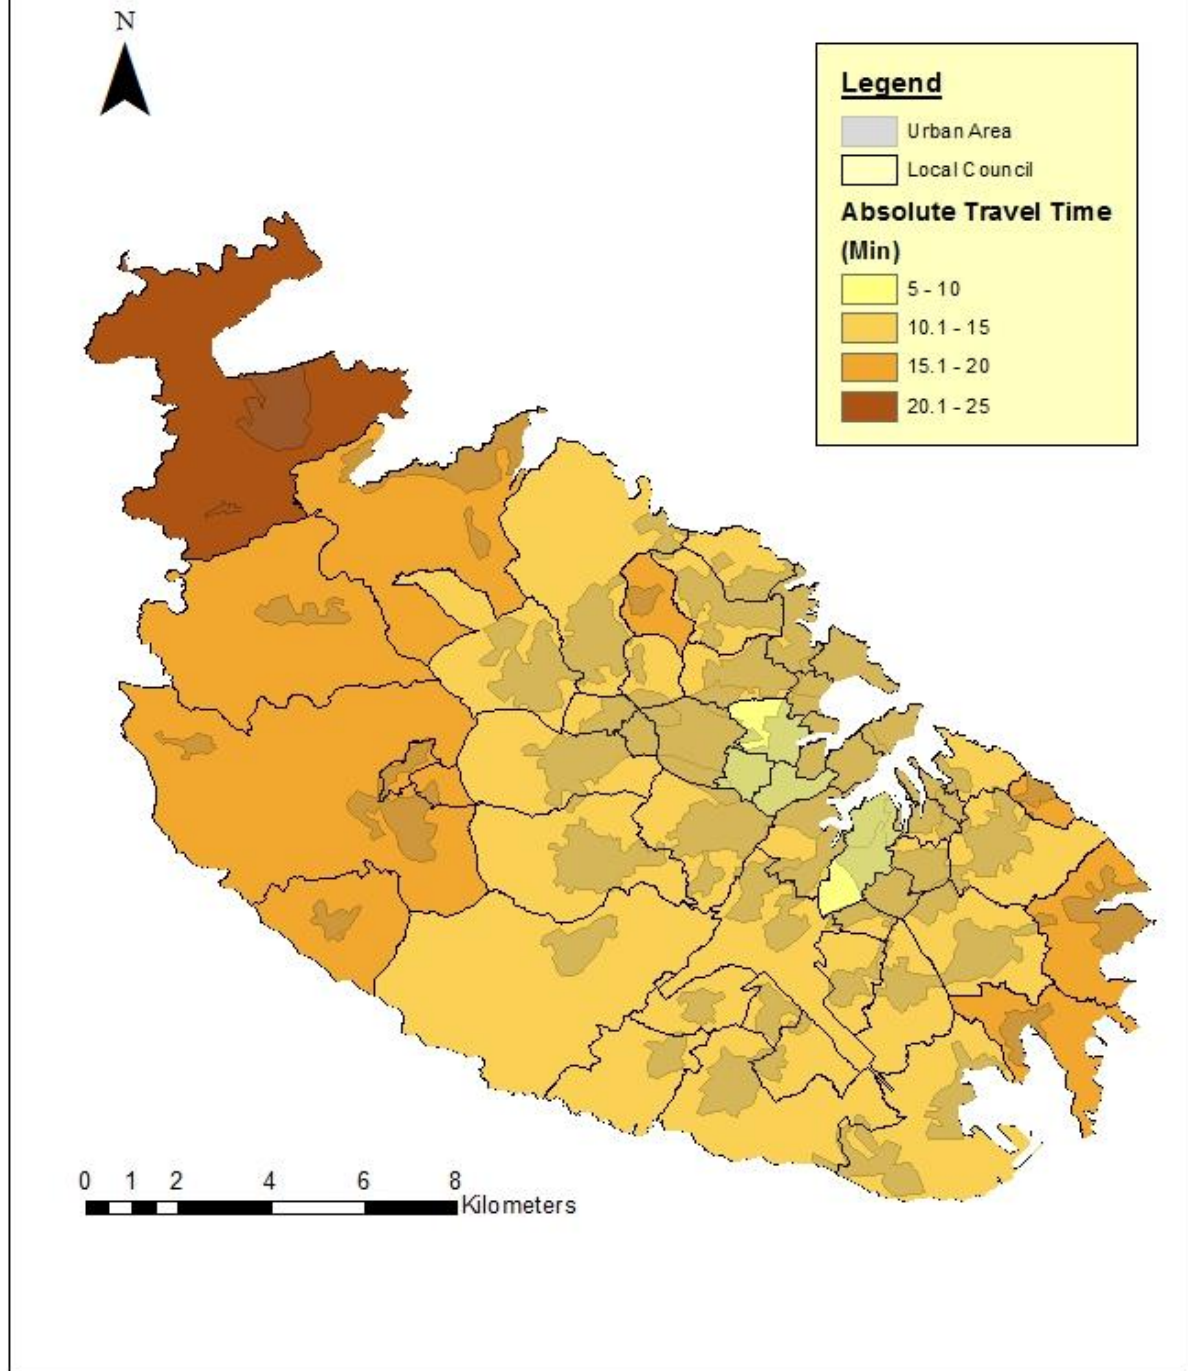 N
Legend
Urban Area
Local Council
Absolute Travel Time
(Min)
5 - 10
10.1 - 15
15.1 - 20
20.1 - 25
0 1 2 4 6 8
Kilometers